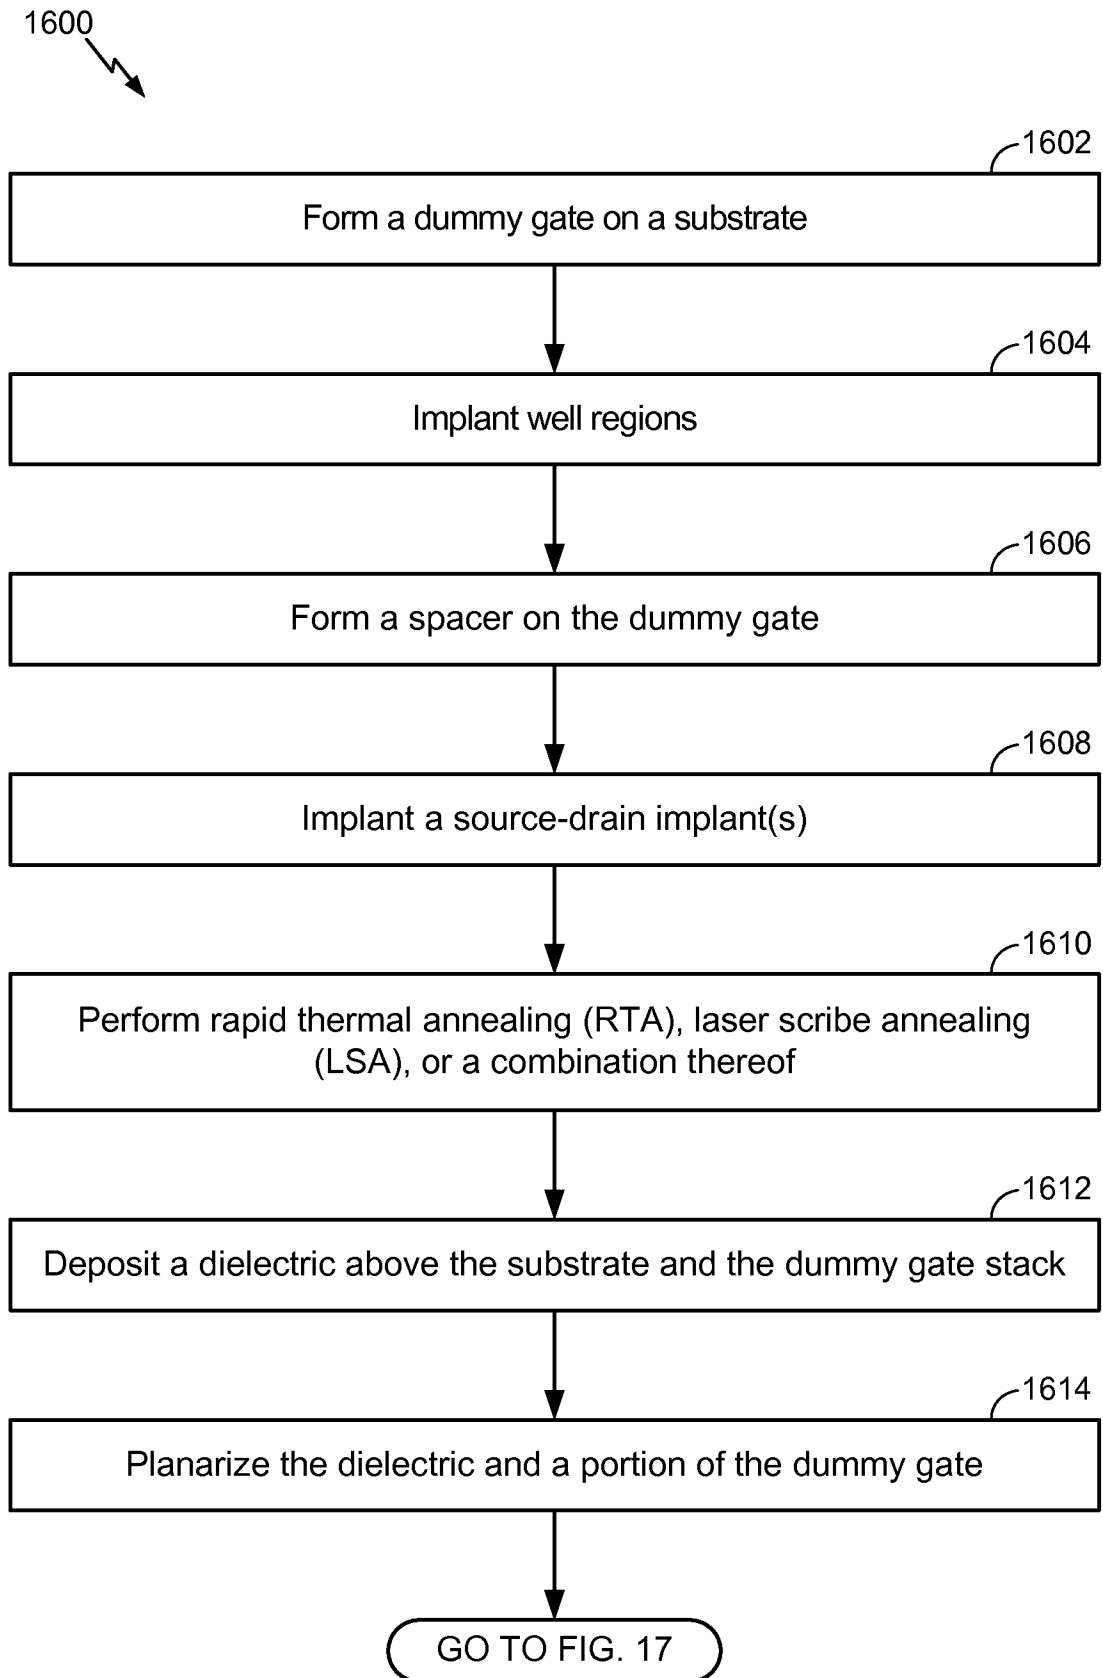 1600
1602
Form a dummy gate on a substrate
1604
Implant well regions
1606
Form a spacer on the dummy gate
1608
Implant a source-drain implant(s)
1610
Perform rapid thermal annealing (RTA), laser scribe annealing
(LSA), or a combination thereof
1612
Deposit a dielectric above the substrate and the dummy gate stack
1614
Planarize the dielectric and a portion of the dummy gate
GO TO FIG. 17